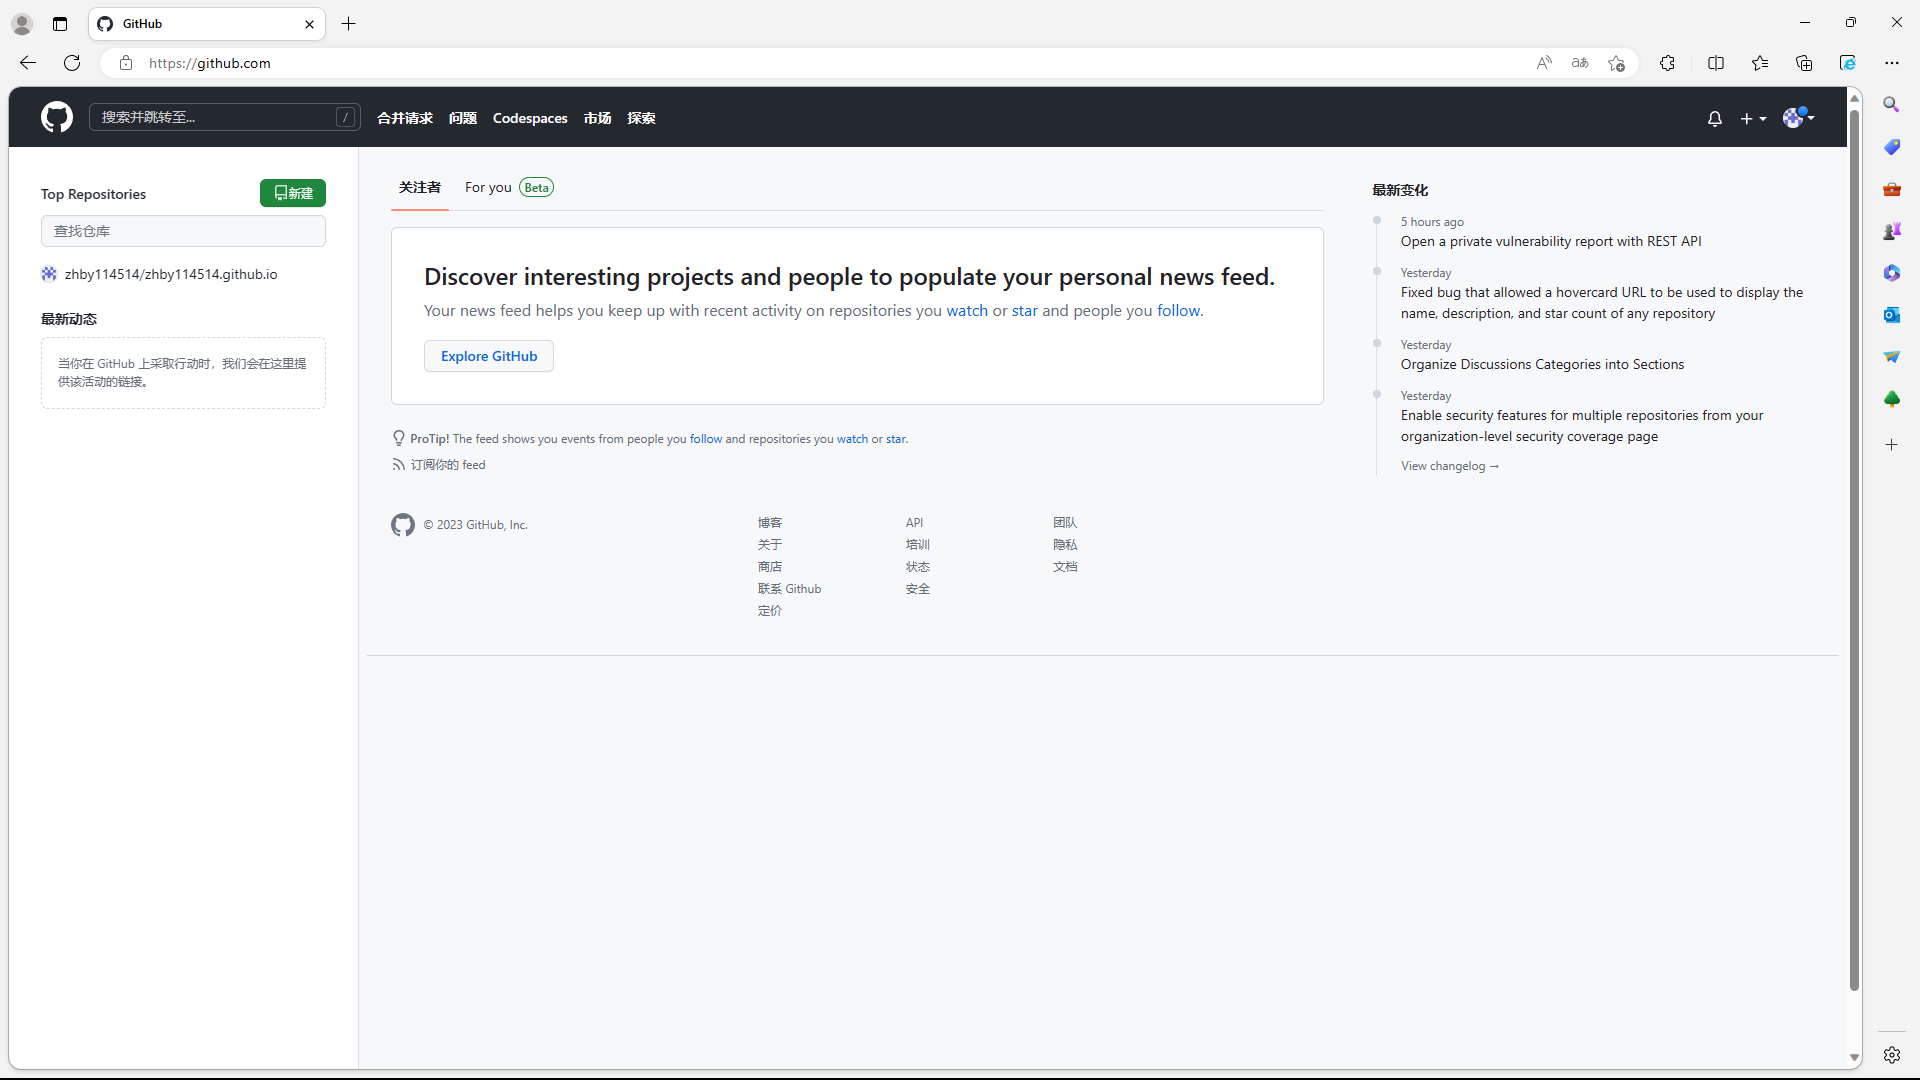 GitHub
https://github.com
搜索并跳转至...
/
合并请求 问题 Codespaces 市场 探索
Top Repositories
新建
查找仓库
zhby114514/zhby114514.github.io
最新动态
当你在 GitHub 上采取行动时，我们会在这里提
供该活动的链接。
关注者 For you Beta
Discover interesting projects and people to populate your personal news feed.
Your news feed helps you keep up with recent activity on repositories you watch or star and people you follow.
Explore GitHub
ProTip! The feed shows you events from people you follow and repositories you watch or star.
订阅你的 feed
© 2023 GitHub, Inc.
博客
关于
商店
联系 Github
定价
API
培训
状态
安全
团队
隐私
文档
最新变化
5 hours ago
Open a private vulnerability report with REST API
Yesterday
Fixed bug that allowed a hovercard URL to be used to display the
name, description, and star count of any repository
Yesterday
Organize Discussions Categories into Sections
Yesterday
Enable security features for multiple repositories from your
organization-level security coverage page
View changelog →